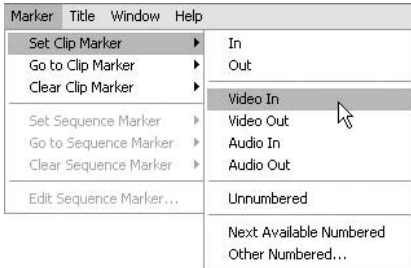 Marker Title Window Help
Set Clip Marker
Go to Clip Marker
Clear Clip Marker
Set Sequence Marker
Go to Sequence Marker
Clear Sequence Marker
Edit Sequence Marker...
In
Out
Video In
Video Out
Audio In
Audio Out
Unnumbered
Next Available Numbered
Other Numbered...